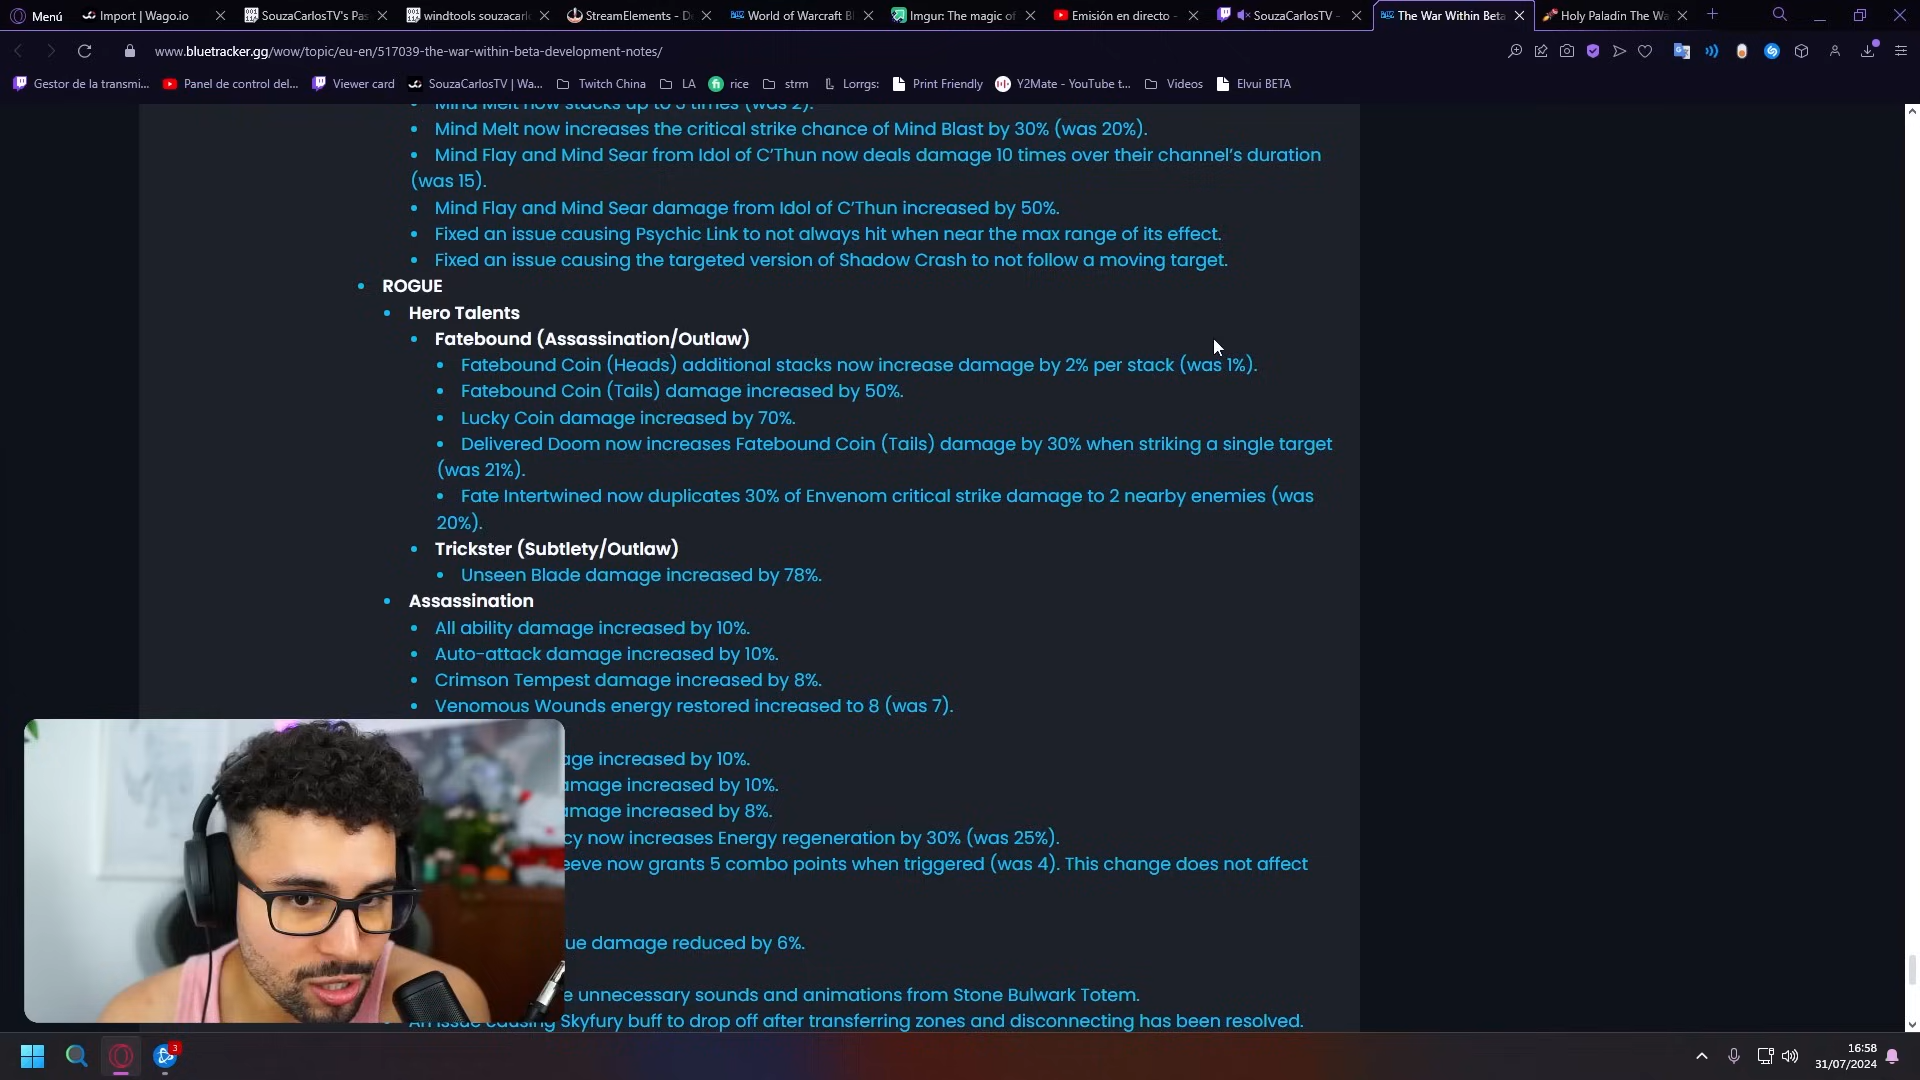 Menú
Import | Wago.io
SouzaCarlosTV's Pas
windtools souzacarl
StreamElements - D
World of Warcraft B
Imgur: The magic of
Emisión en directo -
SouzaCarlosTV -
The War Within Beta
Holy Paladin The Wa
www.bluetracker.gg/wow/topic/eu-en/517039-the-war-within-beta-development-notes/
Gestor de la transmi...
Panel de control del...
Viewer card
SouzaCarlosTV | Wa...
Twitch China
LA
rice
strm
Lorrgs:
Print Friendly
Y2Mate - YouTube t...
Videos
Elvui BETA
Mind Melt now stacks up to 3 times (was 2).
Mind Melt now increases the critical strike chance of Mind Blast by 30% (was 20%).
Mind Flay and Mind Sear from Idol of C'Thun now deals damage 10 times over their channel's duration
(was 15).
Mind Flay and Mind Sear damage from Idol of C'Thun increased by 50%.
Fixed an issue causing Psychic Link to not always hit when near the max range of its effect.
Fixed an issue causing the targeted version of Shadow Crash to not follow a moving target.
ROGUE
Hero Talents
Fatebound (Assassination/Outlaw)
Fatebound Coin (Heads) additional stacks now increase damage by 2% per stack (was 1%).
Fatebound Coin (Tails) damage increased by 50%.
Lucky Coin damage increased by 70%.
Delivered Doom now increases Fatebound Coin (Tails) damage by 30% when striking a single target
(was 21%).
Fate Intertwined now duplicates 30% of Envenom critical strike damage to 2 nearby enemies (was
20%).
Trickster (Subtlety/Outlaw)
Unseen Blade damage increased by 78%.
Assassination
All ability damage increased by 10%.
Auto-attack damage increased by 10%.
Crimson Tempest damage increased by 8%.
Venomous Wounds energy restored increased to 8 (was 7).
age increased by 10%.
amage increased by 10%.
amage increased by 8%.
cy now increases Energy regeneration by 30% (was 25%).
eeve now grants 5 combo points when triggered (was 4). This change does not affect
ue damage reduced by 6%.
e unnecessary sounds and animations from Stone Bulwark Totem.
An issue causing Skyfury buff to drop off after transferring zones and disconnecting has been resolved.
3
16:58
31/07/2024